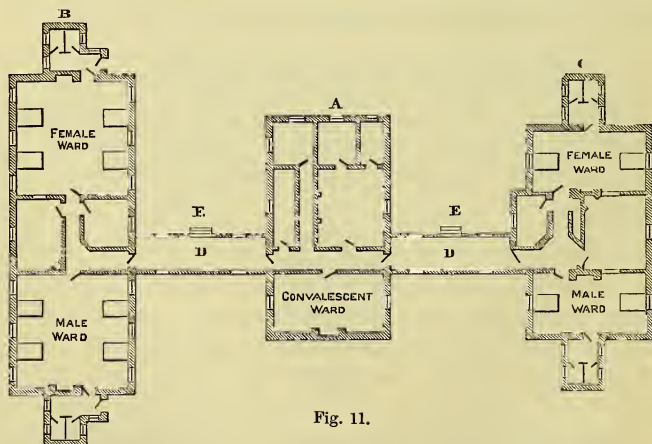 B
A
C
FEMALE
WARD
FEMALE
WARD
E
E
D
D
CONVALESCENT
WARD
MALE
WARD
MALE
WARD
Fig. 11.